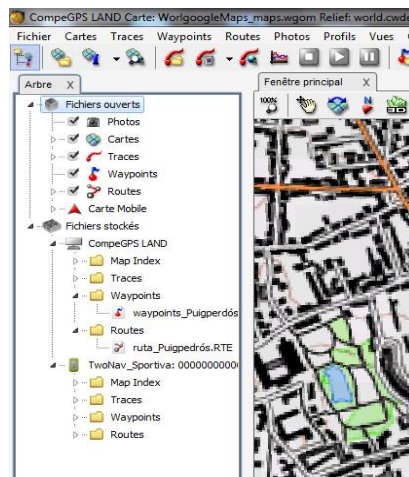 CompeGPS LAND Carte: WorlgoogleMaps_maps.wgom Relief: world.cwd
Fichier Cartes Traces Waypoints Routes Photos Profils Vues
Arbre X
Fenêtre principal X
100%
N
Fichiers ouverts
Photos
Cartes
Traces
Waypoints
Routes
Carte Mobile
Fichiers stockés
CompeGPS LAND
Map Index
Traces
Waypoints
waypoints_Puigperdós
Routes
ruta_Puigpedrós.RTE
TwoNav_Sportiva: 0000000000
Map Index
Traces
Waypoints
Routes